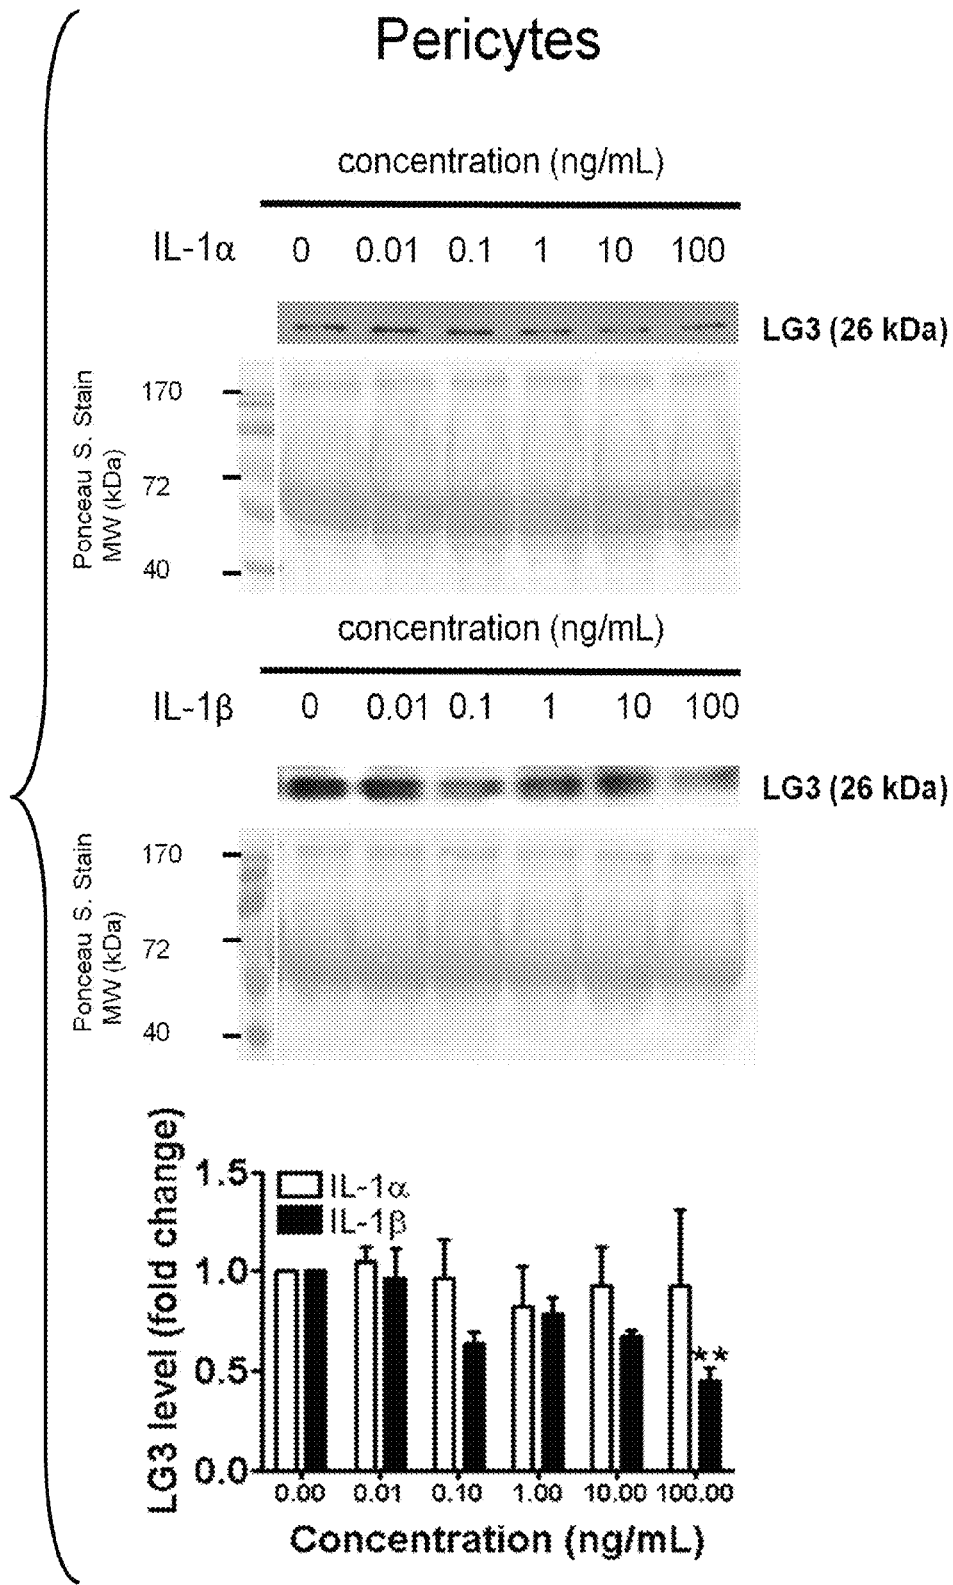 Pericytes
concentration (ng/mL)
IL-1α 0 0.01 0.1 1 10 100
LG3 (26 kDa)
Ponceau S. Stain
MW (kDa)
170
72
40
concentration (ng/mL)
IL-1β 0 0.01 0.1 1 10 100
LG3 (26 kDa)
Ponceau S. Stain
MW (kDa)
170
72
40
LG3 level (fold change)
1.5
1.0
0.5
0.0
IL-1α
IL-1β
**
0.00 0.01 0.10 1.00 10.00 100.00
Concentration (ng/mL)